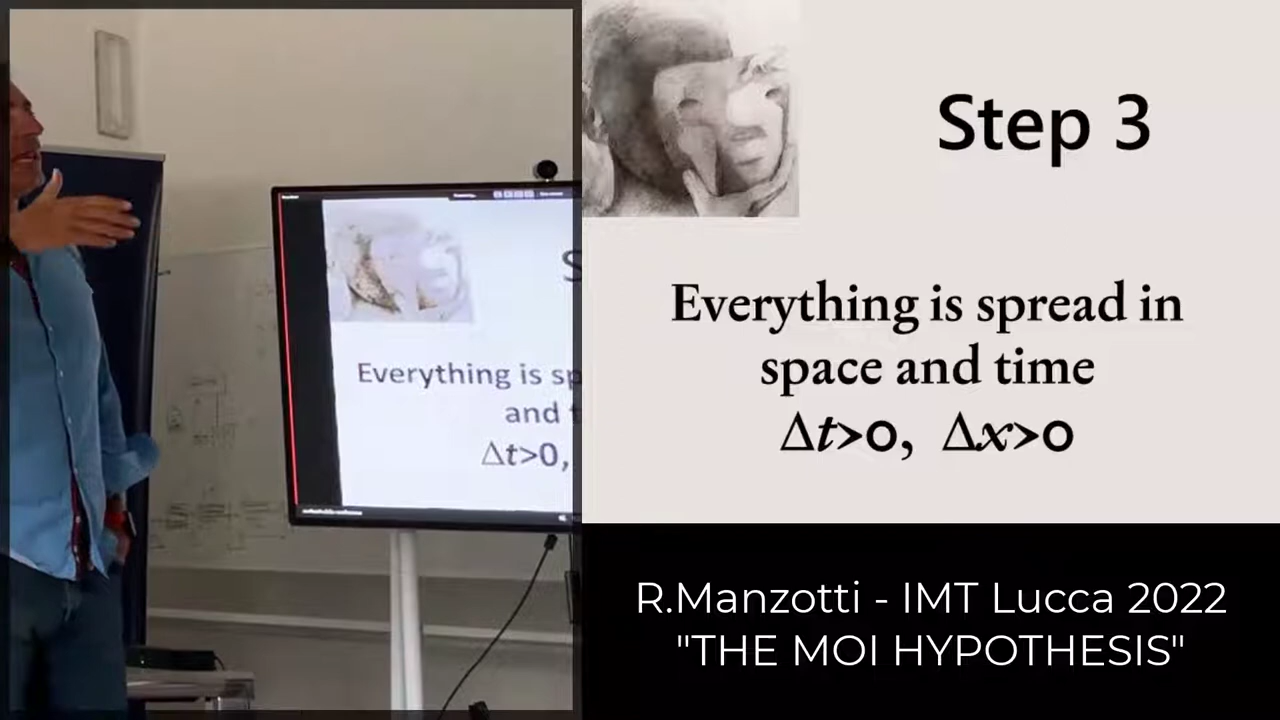 Step 3
Everything is spread in
space and time
Δt>0, Δx>0
R.Manzotti - IMT Lucca 2022
"THE MOI HYPOTHESIS"
S
Everything is sp
and t
Δt>0,